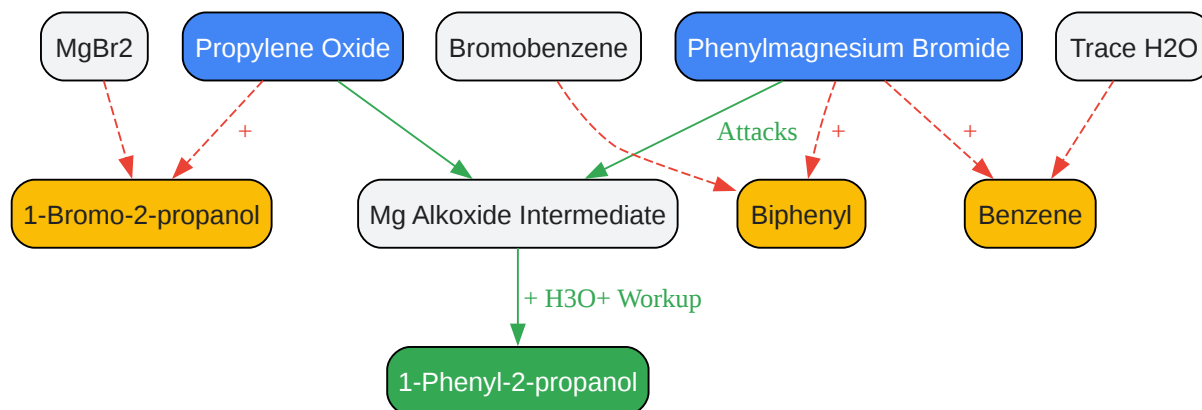 MgBr2
Propylene Oxide
Bromobenzene
Phenylmagnesium Bromide
Trace H2O
+
Attacks
+
+
1-Bromo-2-propanol
Mg Alkoxide Intermediate
Biphenyl
Benzene
+ H3O+ Workup
1-Phenyl-2-propanol